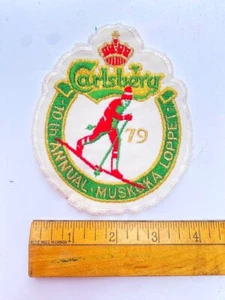 Carlsberg
79
10th ANNUAL · MUSKOKA LOPPET
1 2 3 4